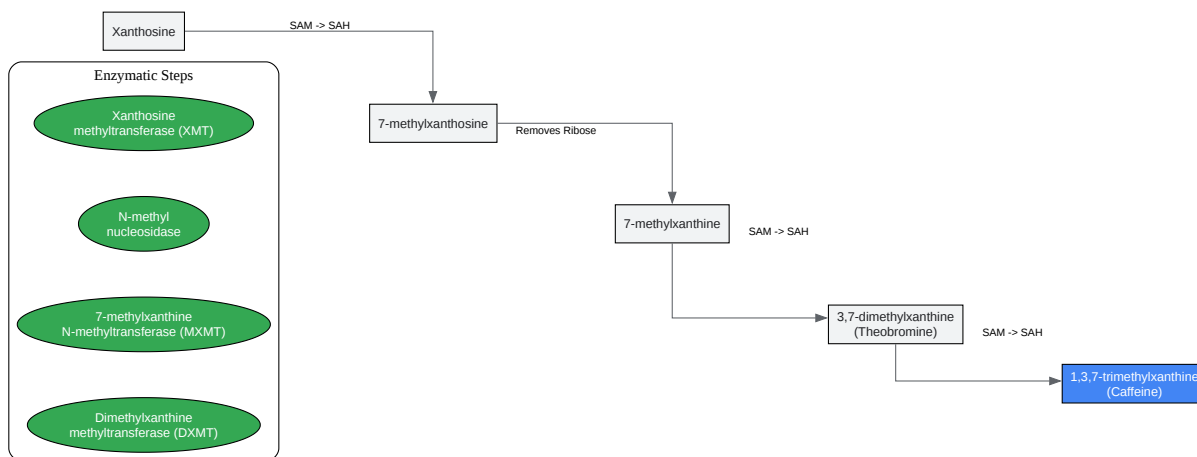 Xanthosine
SAM -> SAH
Enzymatic Steps
Xanthosine
methyltransferase (XMT)
7-methylxanthosine
Removes Ribose
N-methyl
nucleosidase
7-methylxanthine
SAM -> SAH
7-methylxanthine
N-methyltransferase (MXMT)
3,7-dimethylxanthine
(Theobromine)
SAM -> SAH
1,3,7-trimethylxanthine
(Caffeine)
Dimethylxanthine
methyltransferase (DXMT)